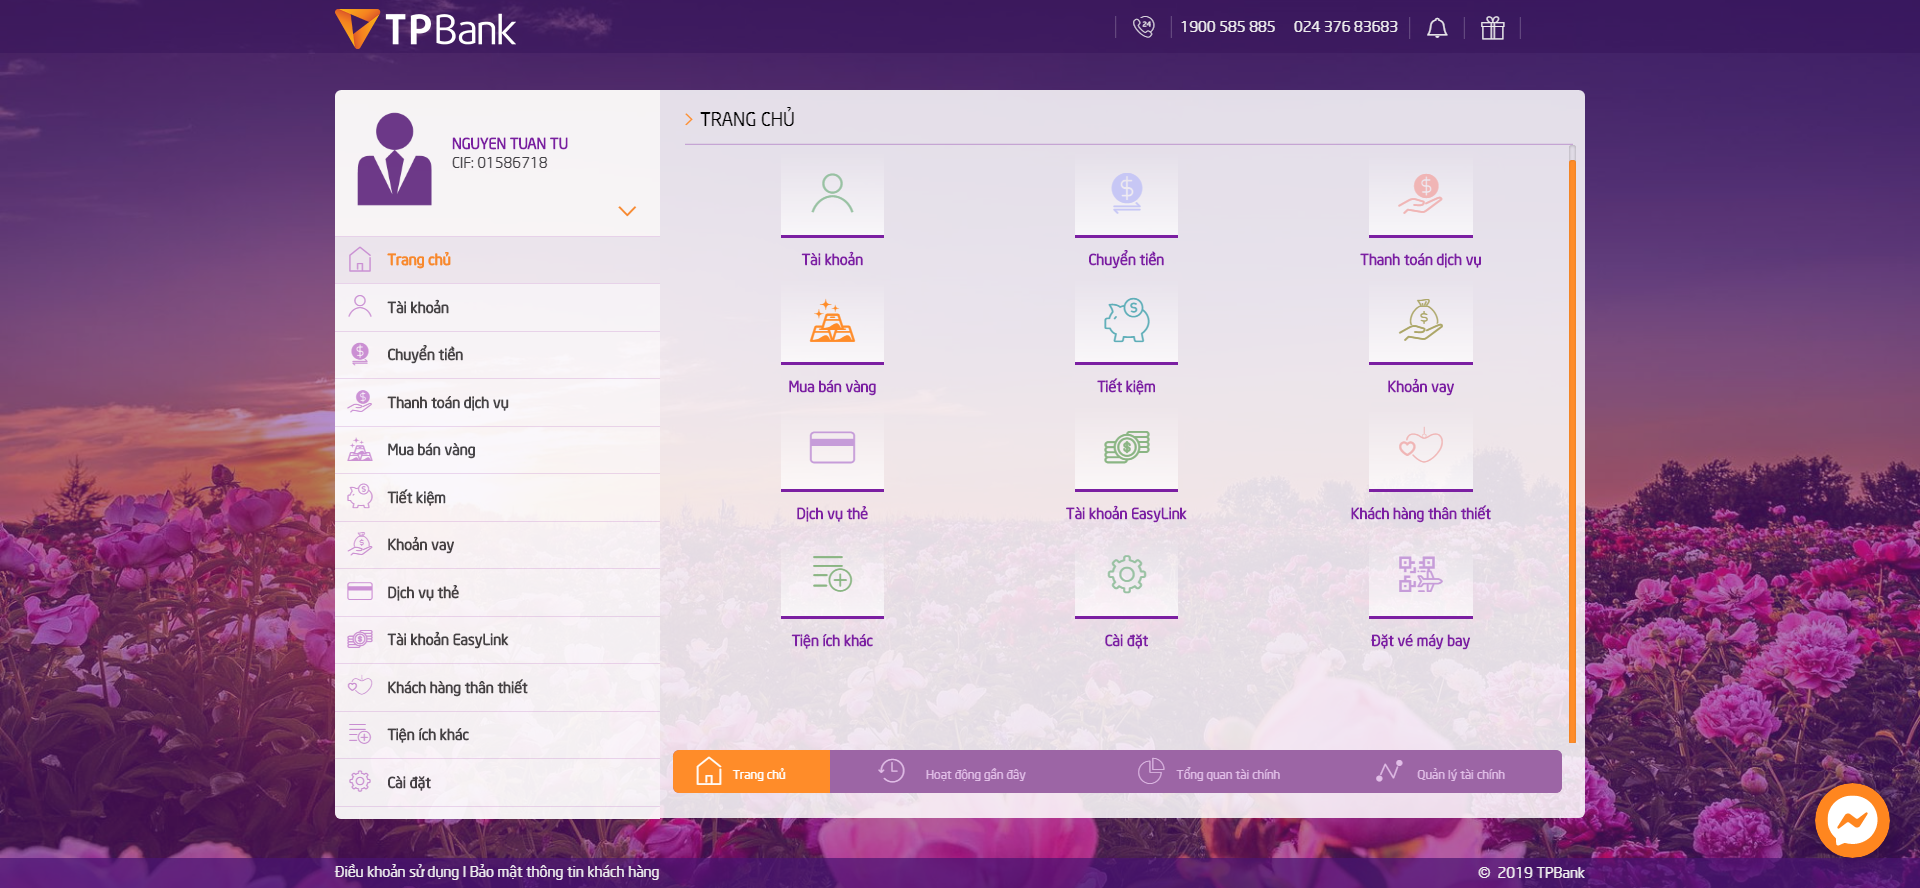 TPBank
24
1900 585 885
024 376 83683
NGUYEN TUAN TU
CIF: 01586718
Trang chủ
Tài khoản
Chuyển tiền
Thanh toán dịch vụ
Mua bán vàng
Tiết kiệm
Khoản vay
Dịch vụ thẻ
Tài khoản EasyLink
Khách hàng thân thiết
Tiện ích khác
Cài đặt
TRANG CHỦ
Tài khoản
Chuyển tiền
Thanh toán dịch vụ
Mua bán vàng
Tiết kiệm
Khoản vay
Dịch vụ thẻ
Tài khoản EasyLink
Khách hàng thân thiết
Tiện ích khác
Cài đặt
Đặt vé máy bay
Trang chủ
Hoạt động gần đây
Tổng quan tài chính
Quản lý tài chính
Điều khoản sử dụng | Bảo mật thông tin khách hàng
© 2019 TPBank